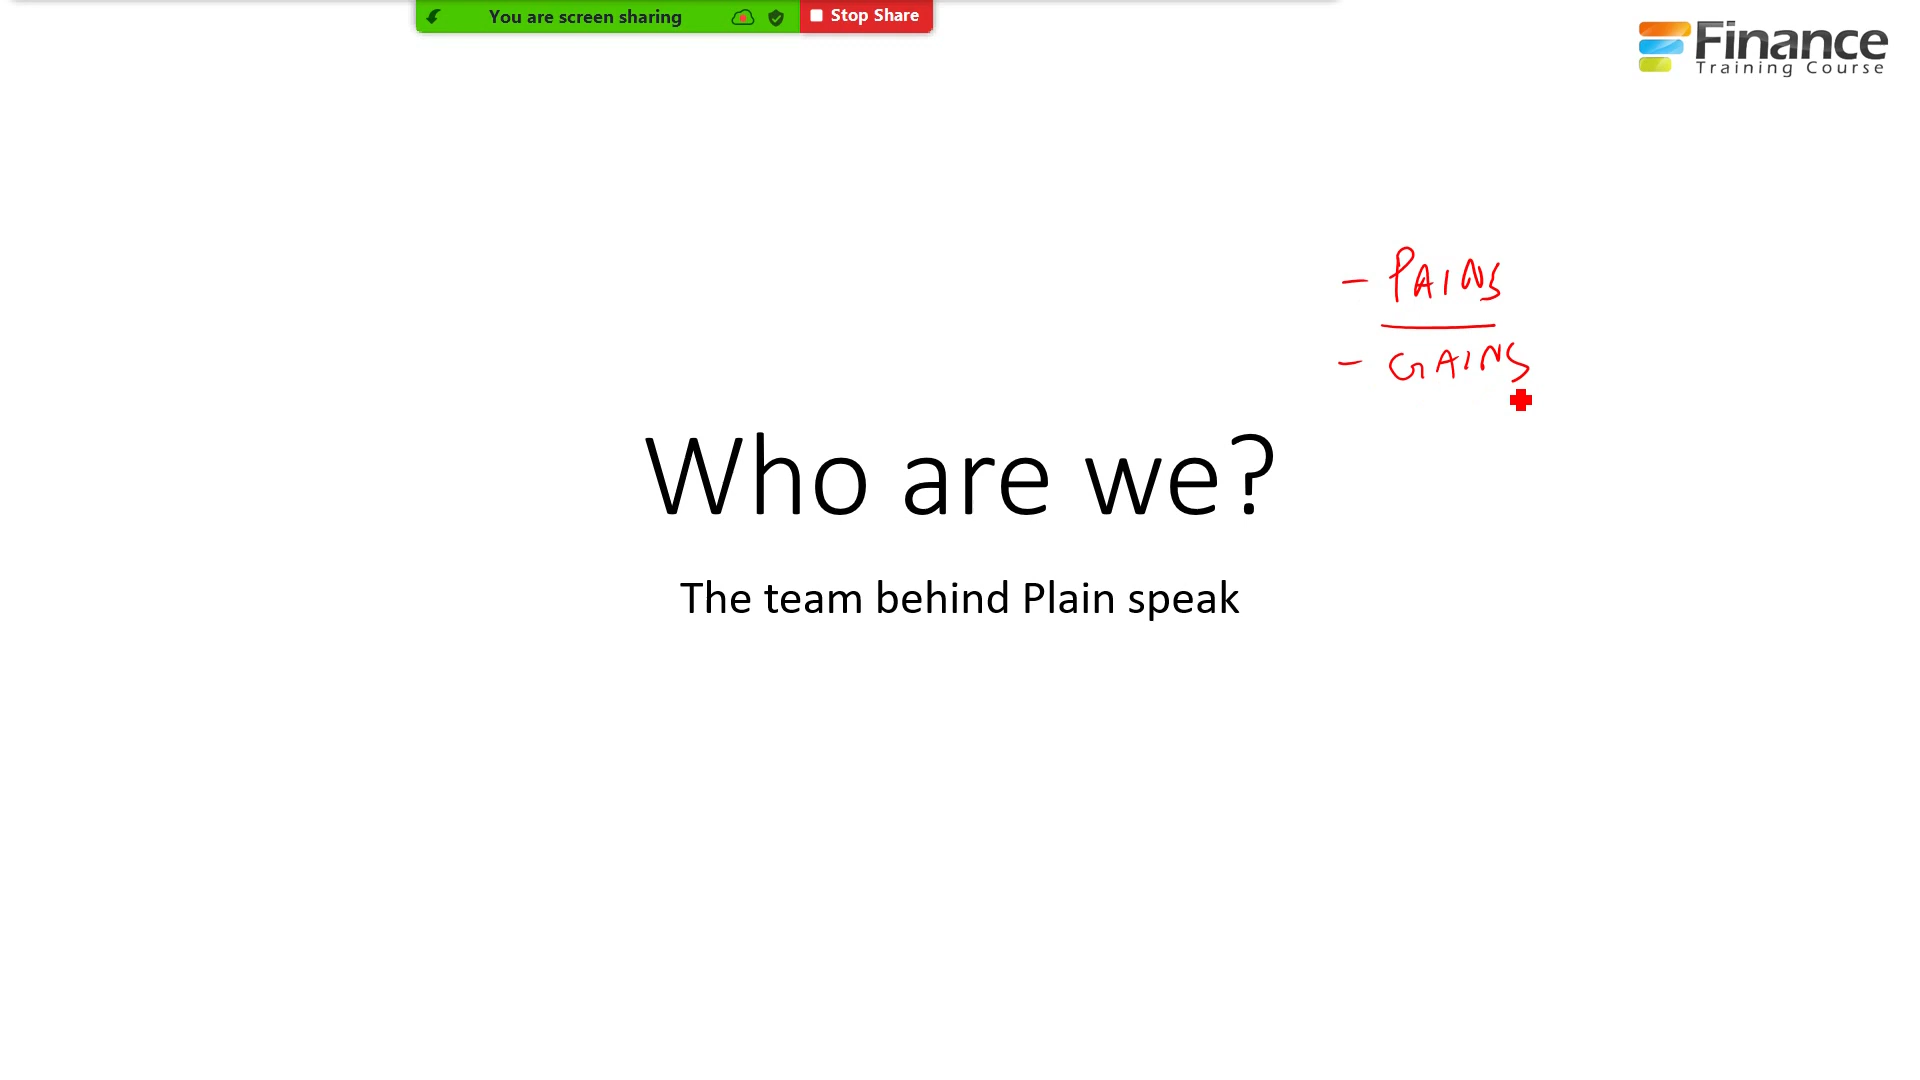 You are screen sharing
Stop Share
Finance
Training Course
- PAINS
- GAINS
Who are we?
The team behind Plain speak